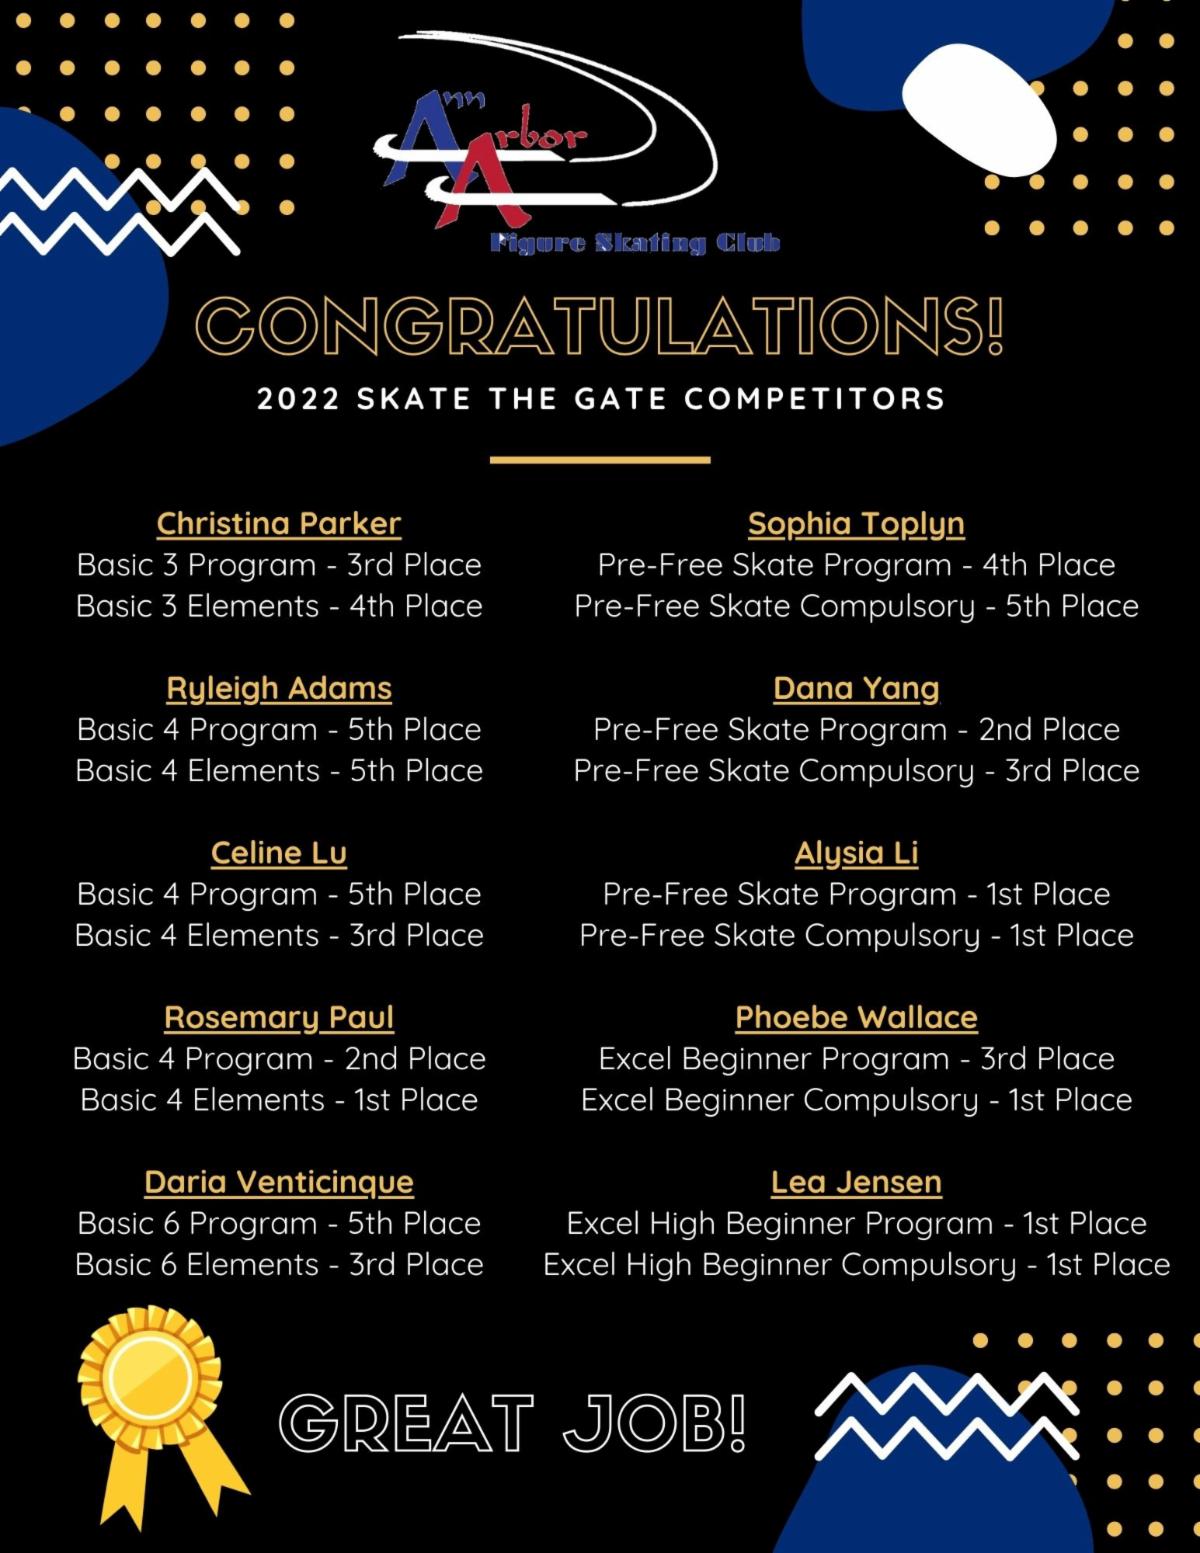 Ann
Arbor
Figure Skating Club
CONGRATULATIONS!
2022 SKATE THE GATE COMPETITORS
Christina Parker
Basic 3 Program - 3rd Place
Basic 3 Elements - 4th Place
Ryleigh Adams
Basic 4 Program - 5th Place
Basic 4 Elements - 5th Place
Celine Lu
Basic 4 Program - 5th Place
Basic 4 Elements - 3rd Place
Rosemary Paul
Basic 4 Program - 2nd Place
Basic 4 Elements - 1st Place
Daria Venticinque
Basic 6 Program - 5th Place
Basic 6 Elements - 3rd Place
Sophia Toplyn
Pre-Free Skate Program - 4th Place
Pre-Free Skate Compulsory - 5th Place
Dana Yang
Pre-Free Skate Program - 2nd Place
Pre-Free Skate Compulsory - 3rd Place
Alysia Li
Pre-Free Skate Program - 1st Place
Pre-Free Skate Compulsory - 1st Place
Phoebe Wallace
Excel Beginner Program - 3rd Place
Excel Beginner Compulsory - 1st Place
Lea Jensen
Excel High Beginner Program - 1st Place
Excel High Beginner Compulsory - 1st Place
GREAT JOB!